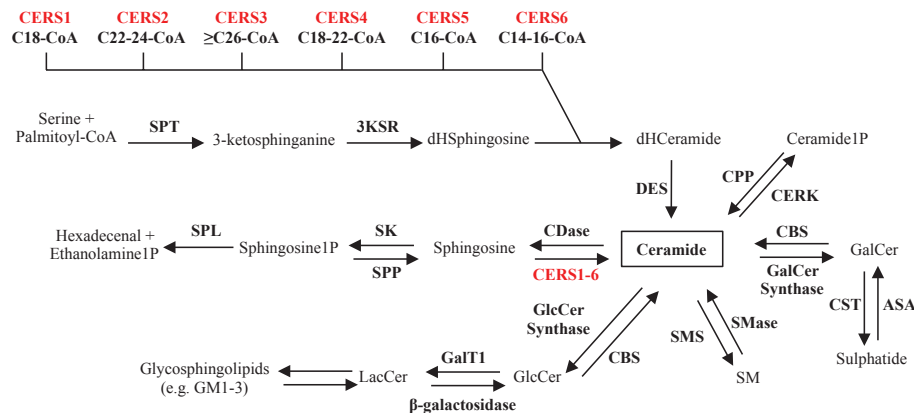 CERS1 CERS2 CERS3 CERS4 CERS5 CERS6
C18-CoA C22-24-CoA ≥C26-CoA C18-22-CoA C16-CoA C14-16-CoA
Serine +
Palmitoyl-CoA
SPT
3-ketosphinganine
3KSR
dHSphingosine
dHCeramide
Ceramide1P
DES
CPP
CERK
Hexadecenal +
Ethanolamine1P
SPL
Sphingosine1P
SK
SPP
Sphingosine
CDase
CERS1-6
Ceramide
CBS
GalCer
Synthase
GalCer
CST
ASA
Sulphatide
GlcCer
Synthase
CBS
SMS
SMase
SM
Glycosphingolipids
(e.g. GM1-3)
LacCer
GalT1
β-galactosidase
GlcCer